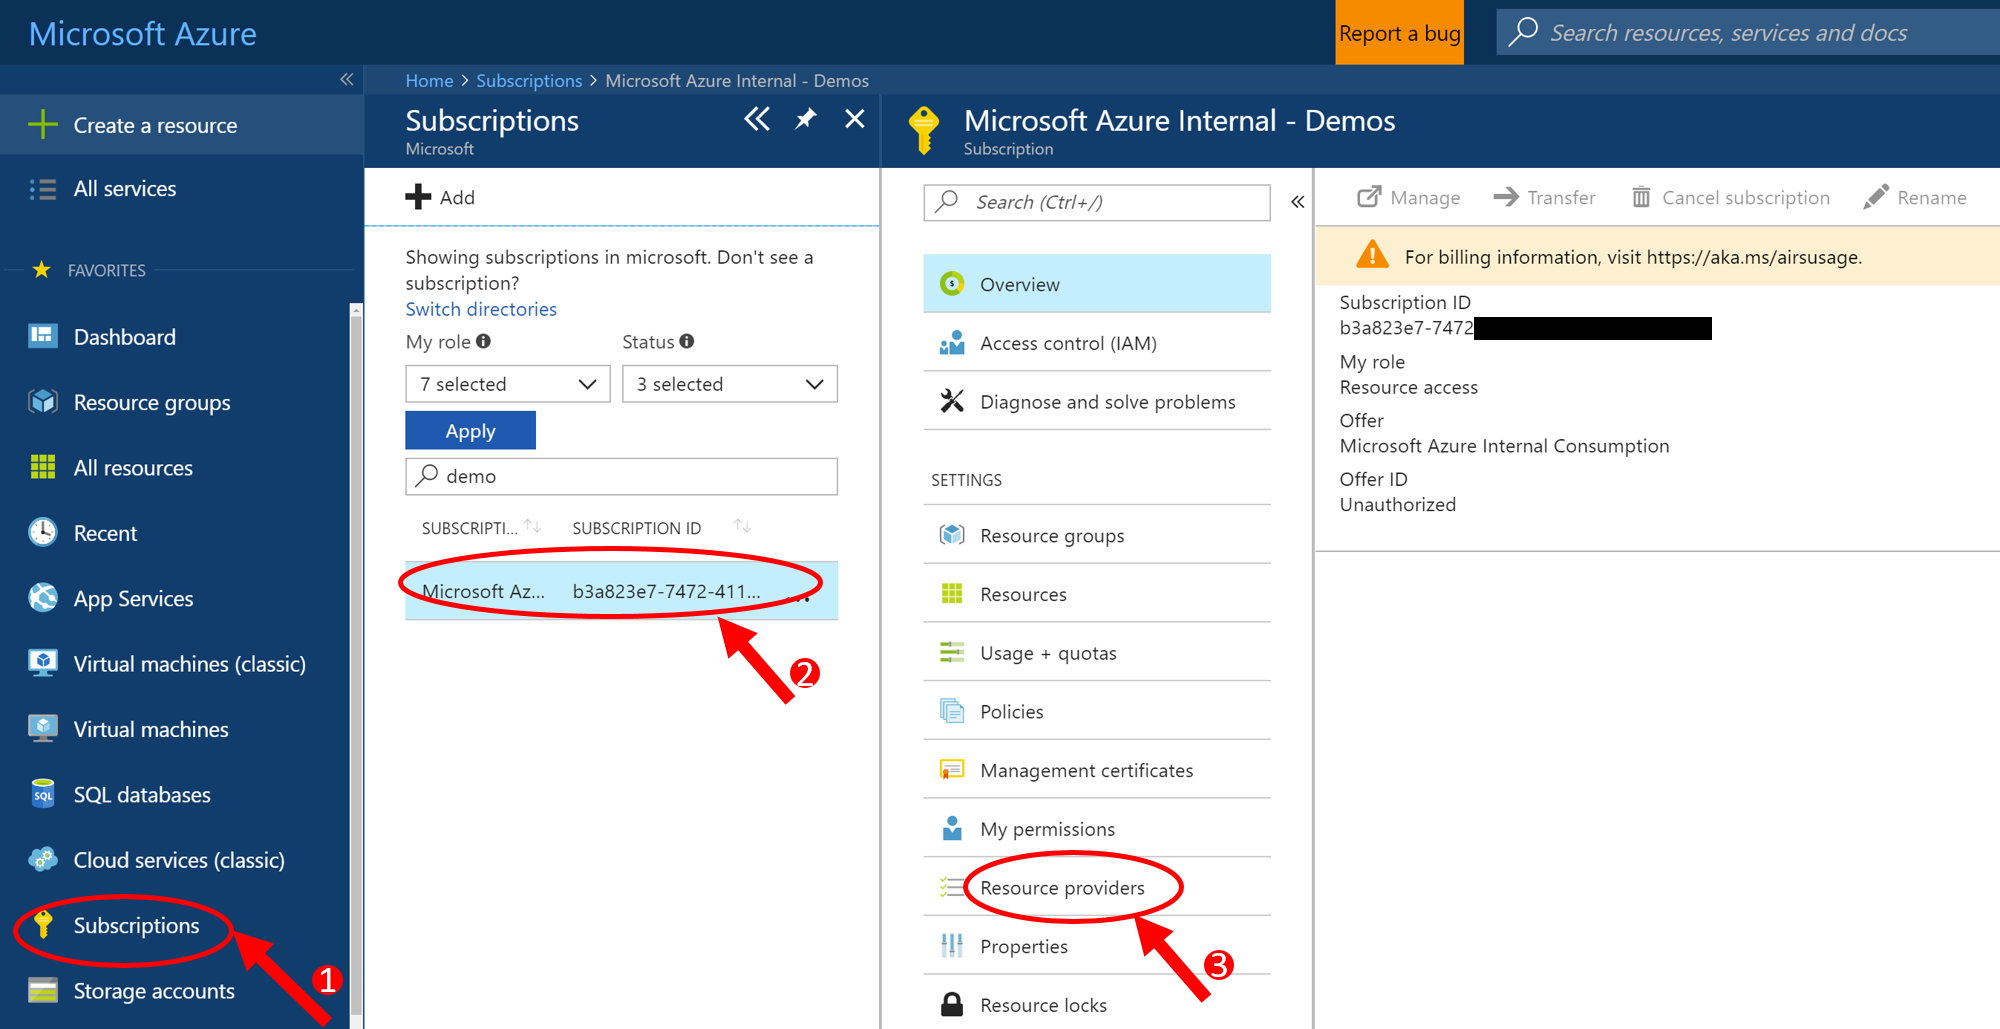 Microsoft Azure
Report a bug
Search resources, services and docs
Home > Subscriptions > Microsoft Azure Internal - Demos
Create a resource
All services
FAVORITES
Dashboard
Resource groups
All resources
Recent
App Services
Virtual machines (classic)
Virtual machines
SQL databases
Cloud services (classic)
Subscriptions
1
Storage accounts
Subscriptions
Microsoft
Add
Showing subscriptions in microsoft. Don't see a
subscription?
Switch directories
My role
Status
7 selected
3 selected
Apply
demo
SUBSCRIPTI...
SUBSCRIPTION ID
Microsoft Az...
b3a823e7-7472-411...
...
2
Microsoft Azure Internal - Demos
Subscription
Search (Ctrl+/)
Overview
Access control (IAM)
Diagnose and solve problems
SETTINGS
Resource groups
Resources
Usage + quotas
Policies
Management certificates
My permissions
Resource providers
Properties
3
Resource locks
Manage
Transfer
Cancel subscription
Rename
For billing information, visit https://aka.ms/airsusage.
Subscription ID
b3a823e7-7472
My role
Resource access
Offer
Microsoft Azure Internal Consumption
Offer ID
Unauthorized